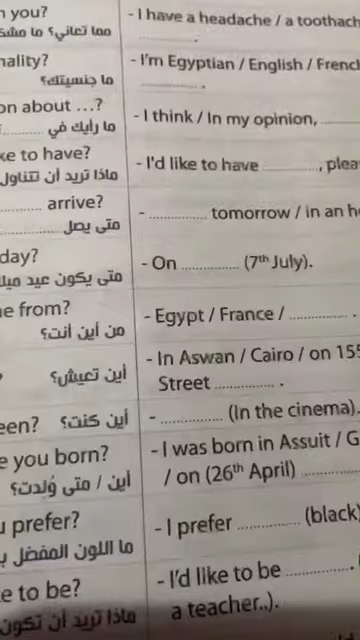 you? - I have a headache / a toothach
مما تعاني؟ ما
...........
nality? - I'm Egyptian / English / French
ما جنسيتك؟
...........
on about ...? - I think / In my opinion, ...........
ما رأيك في ...........
ke to have? - I'd like to have ..........., plea
ماذا تريد أن تتناول
........... arrive? - ........... tomorrow / in an h
متى يصل ...........
day? - On ........... (7th July).
متى يكون عيد
e from? - Egypt / France / ........... .
من أين أنت؟
أين تعيش؟ - In Aswan / Cairo / on 155
Street ........... .
een? أين كنت؟ - ........... (In the cinema).
e you born? - I was born in Assuit / G
أين / متى وُلدت؟ / on (26th April) ...........
u prefer? - I prefer ........... (black)
ما اللون المفضل
e to be? - I'd like to be ........... .
ماذا تريد أن تكون a teacher..).